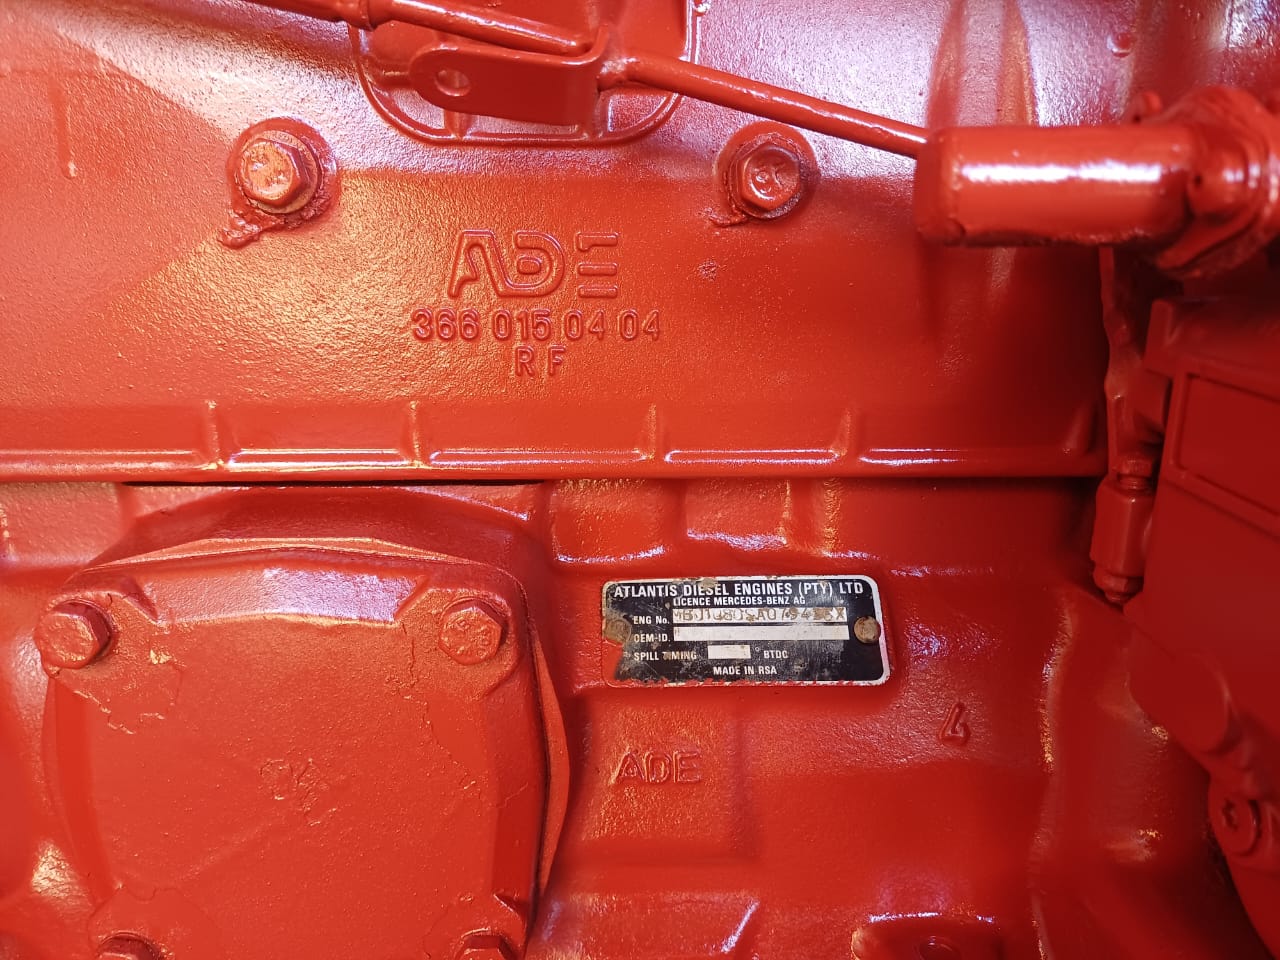 ADE
366 015 04 04
R F
ATLANTIS DIESEL ENGINES (PTY) LTD
LICENCE MERCEDES-BENZ AG
ENG No.
OEM-ID.
SPILL TIMING BTDC
MADE IN RSA
4
ADE